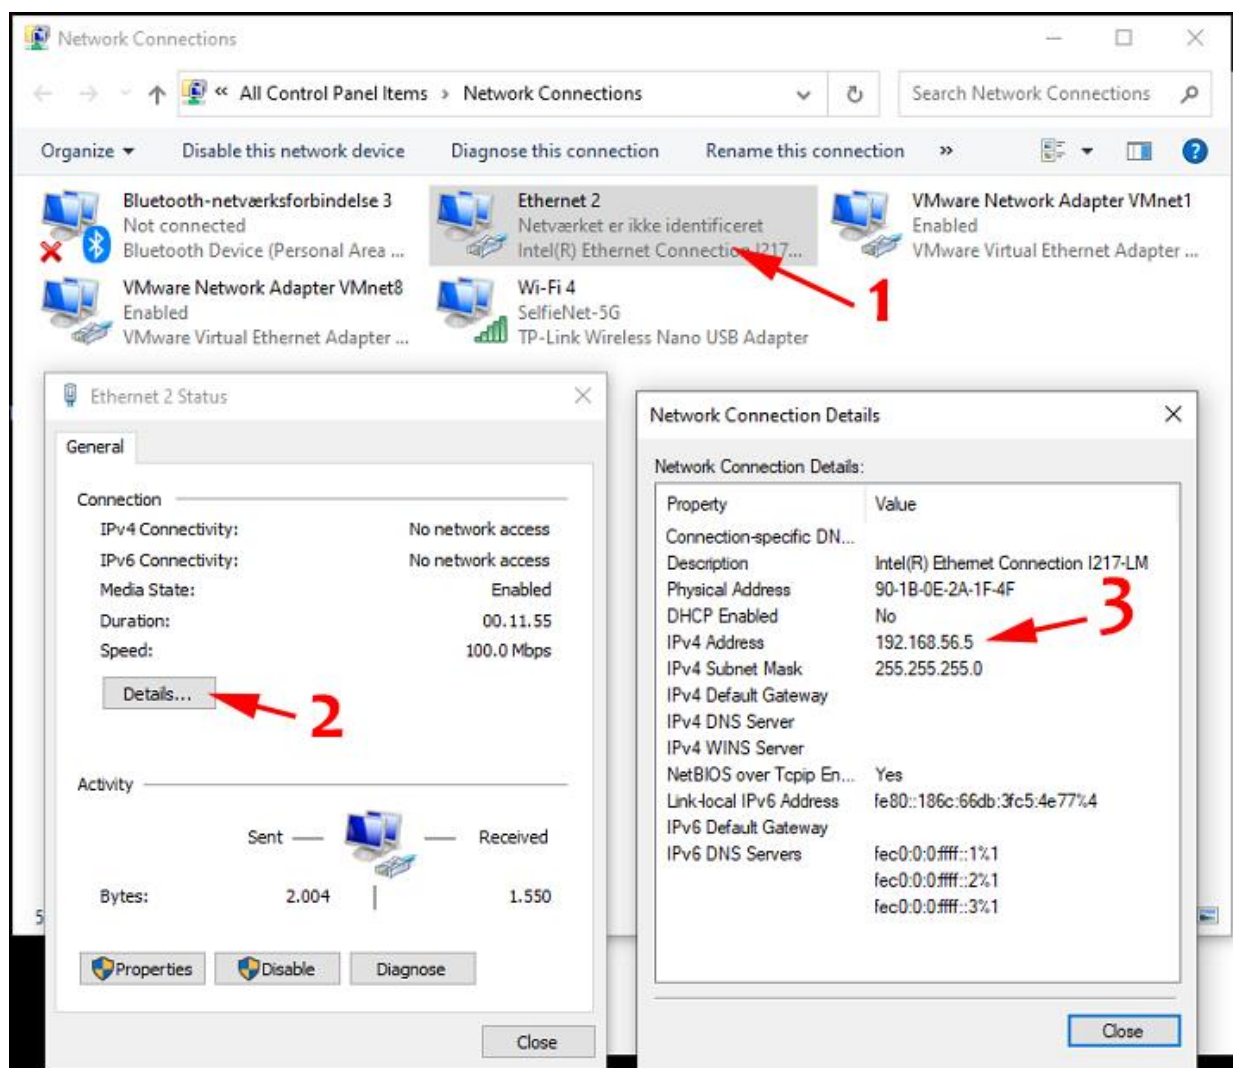 Network Connections
« All Control Panel Items › Network Connections
Search Network Connections
Organize Disable this network device Diagnose this connection Rename this connection »
Bluetooth-netværksforbindelse 3
Not connected
Bluetooth Device (Personal Area ...
Ethernet 2
Netværket er ikke identificeret
Intel(R) Ethernet Connection I217...
VMware Network Adapter VMnet1
Enabled
VMware Virtual Ethernet Adapter ...
VMware Network Adapter VMnet8
Enabled
VMware Virtual Ethernet Adapter ...
Wi-Fi 4
SelfieNet-5G
TP-Link Wireless Nano USB Adapter
1
Ethernet 2 Status
General
Connection
IPv4 Connectivity: No network access
IPv6 Connectivity: No network access
Media State: Enabled
Duration: 00.11.55
Speed: 100.0 Mbps
Details...
2
Activity
Sent Received
Bytes: 2.004 1.550
Properties Disable Diagnose
Close
5
Network Connection Details
Network Connection Details:
Property Value
Connection-specific DN...
Description Intel(R) Ethernet Connection I217-LM
Physical Address 90-1B-0E-2A-1F-4F
DHCP Enabled No
IPv4 Address 192.168.56.5
3
IPv4 Subnet Mask 255.255.255.0
IPv4 Default Gateway
IPv4 DNS Server
IPv4 WINS Server
NetBIOS over Tcpip En... Yes
Link-local IPv6 Address fe80::186c:66db:3fc5:4e77%4
IPv6 Default Gateway
IPv6 DNS Servers fec0:0:0:ffff::1%1
fec0:0:0:ffff::2%1
fec0:0:0:ffff::3%1
Close